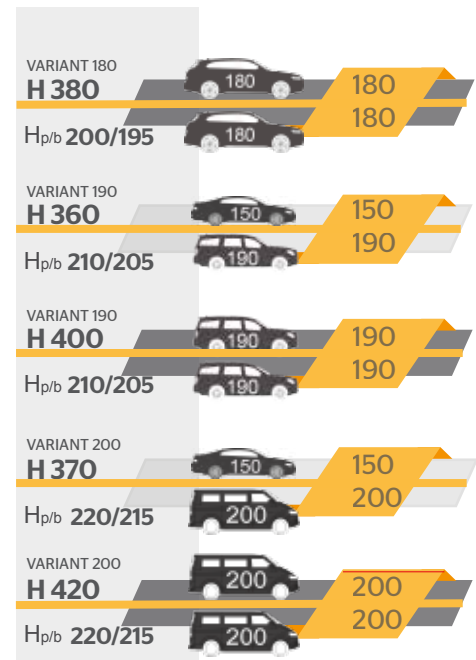 VARIANT 180
H 380
180
180
180
180
Hp/b 200/195
VARIANT 190
H 360
150
150
190
190
Hp/b 210/205
VARIANT 190
H 400
190
190
190
190
Hp/b 210/205
VARIANT 200
H 370
150
150
200
200
Hp/b 220/215
VARIANT 200
H 420
200
200
200
200
Hp/b 220/215